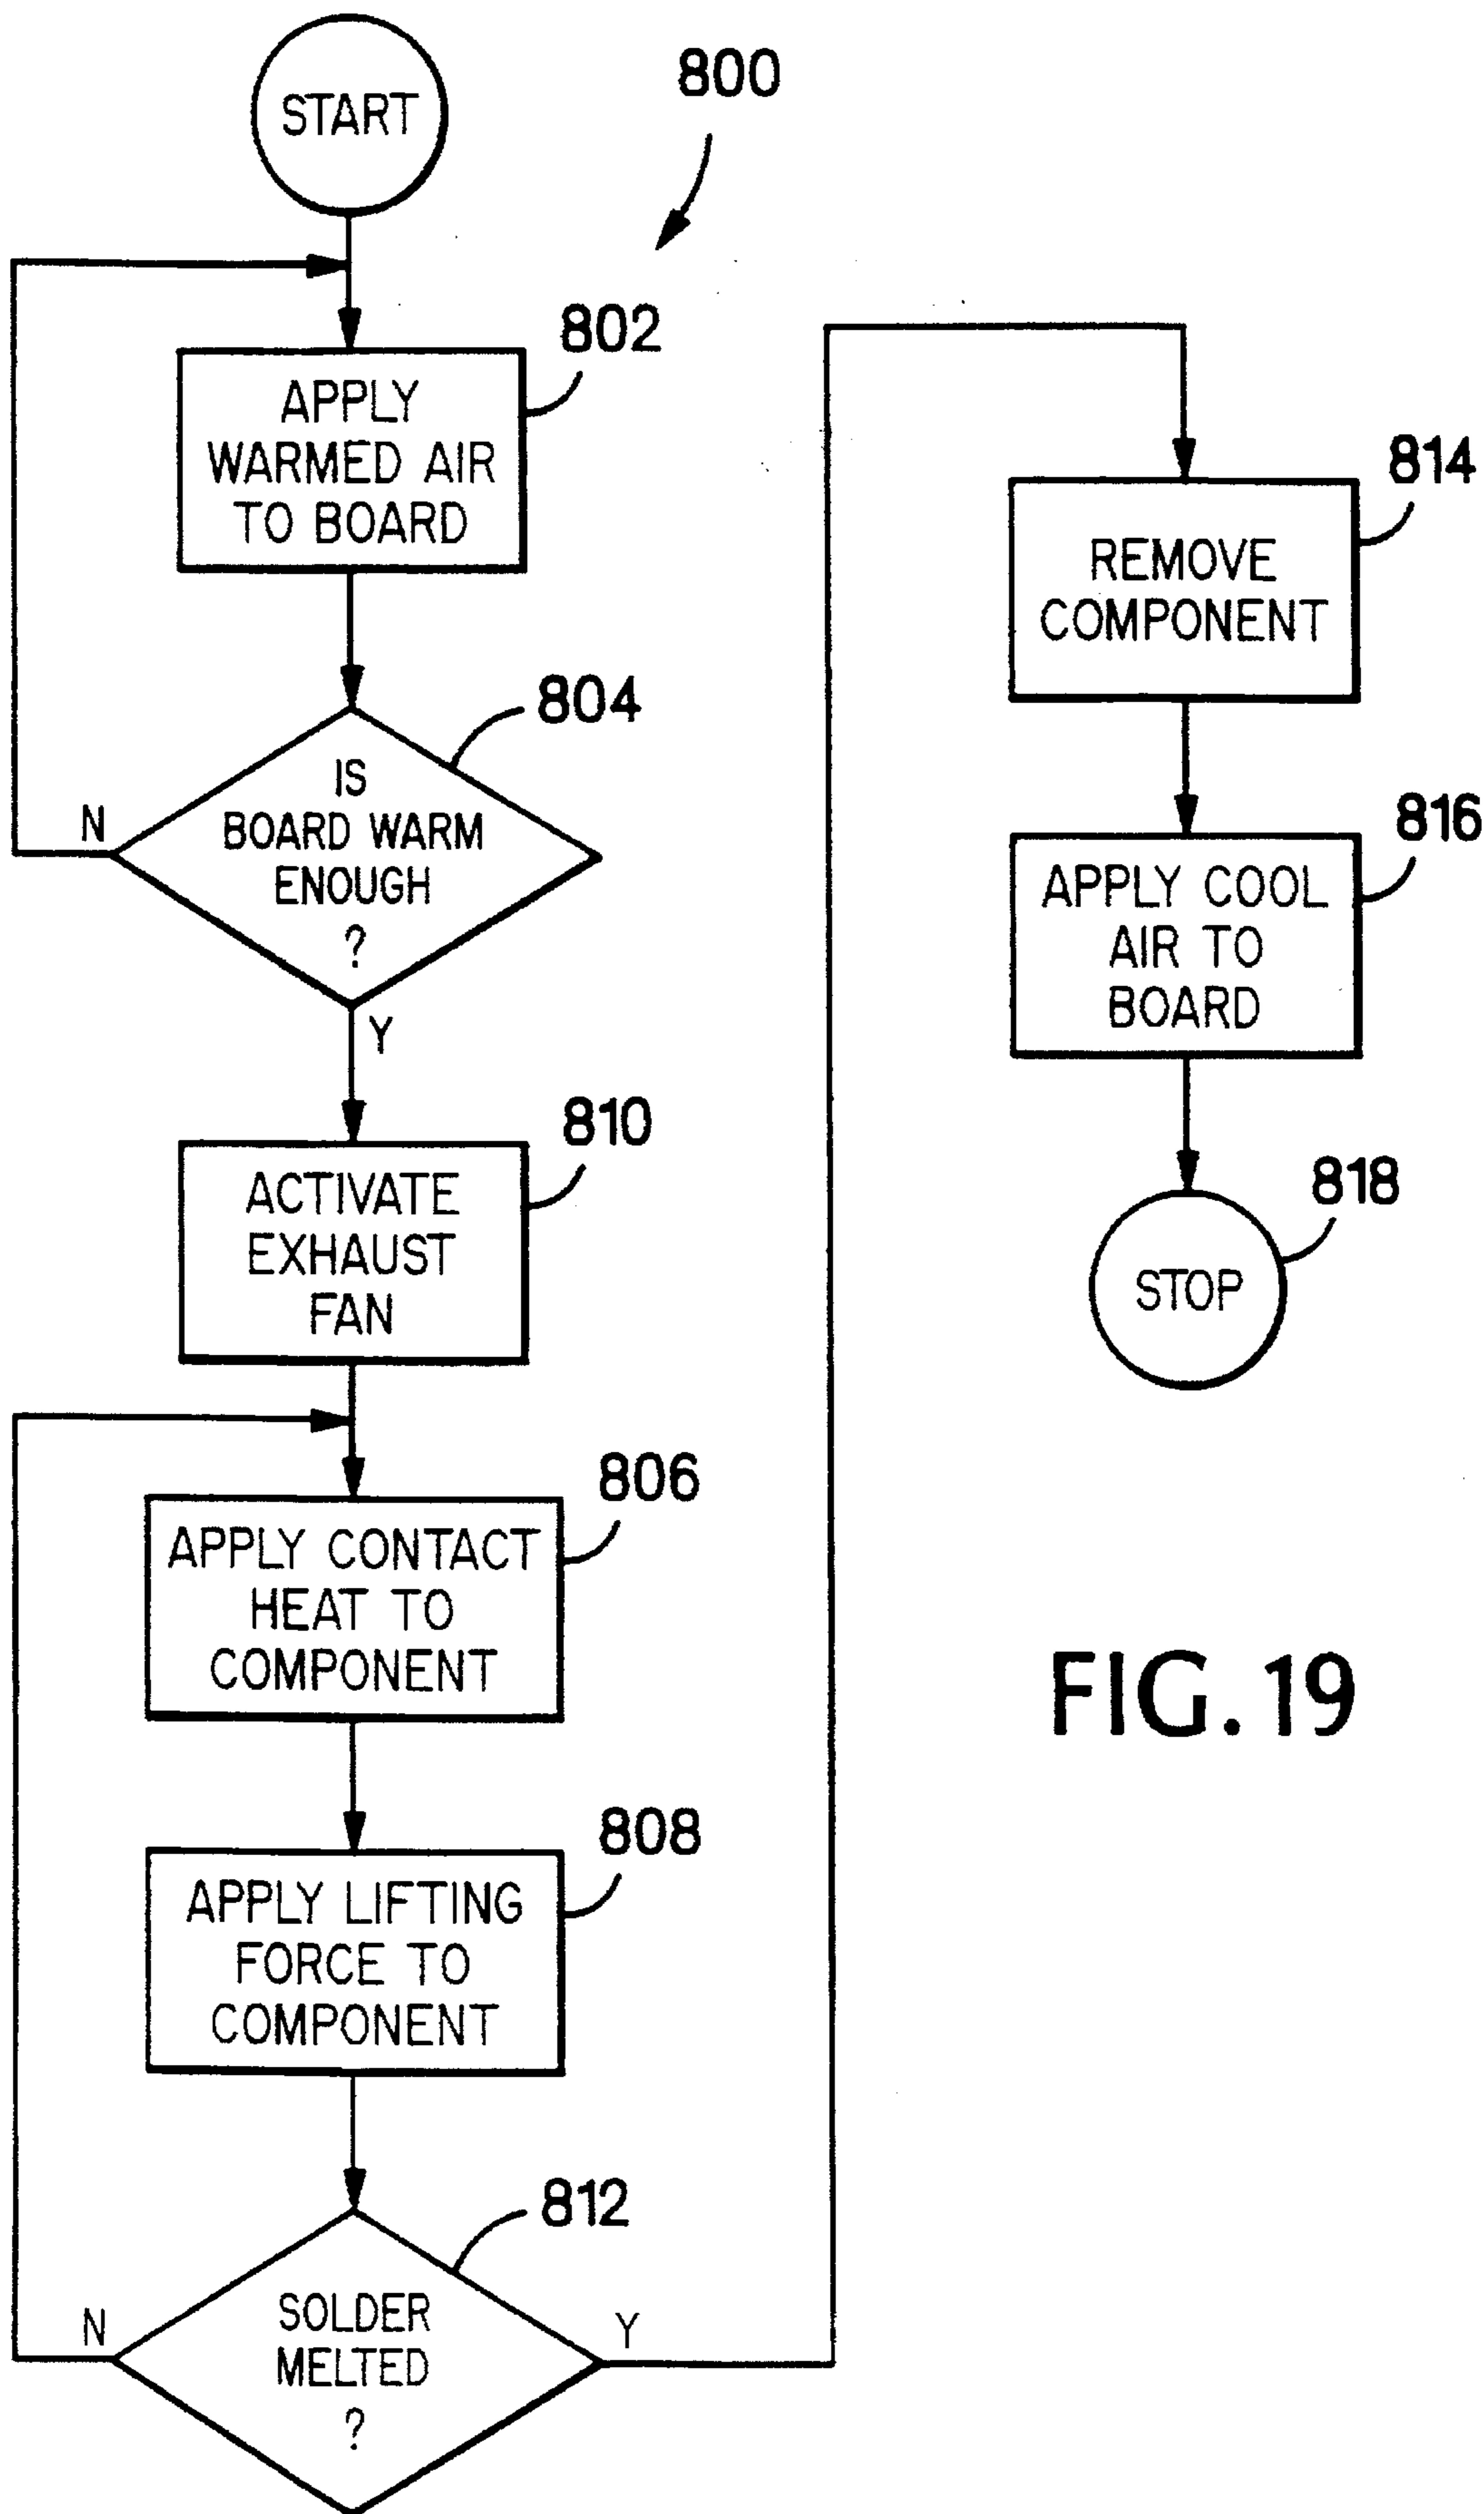 START
800
802
APPLY
WARMED AIR
TO BOARD
804
IS
BOARD WARM
ENOUGH
?
N
Y
810
ACTIVATE
EXHAUST
FAN
806
APPLY CONTACT
HEAT TO
COMPONENT
808
APPLY LIFTING
FORCE TO
COMPONENT
812
SOLDER
MELTED
?
N
Y
814
REMOVE
COMPONENT
816
APPLY COOL
AIR TO
BOARD
818
STOP
FIG. 19